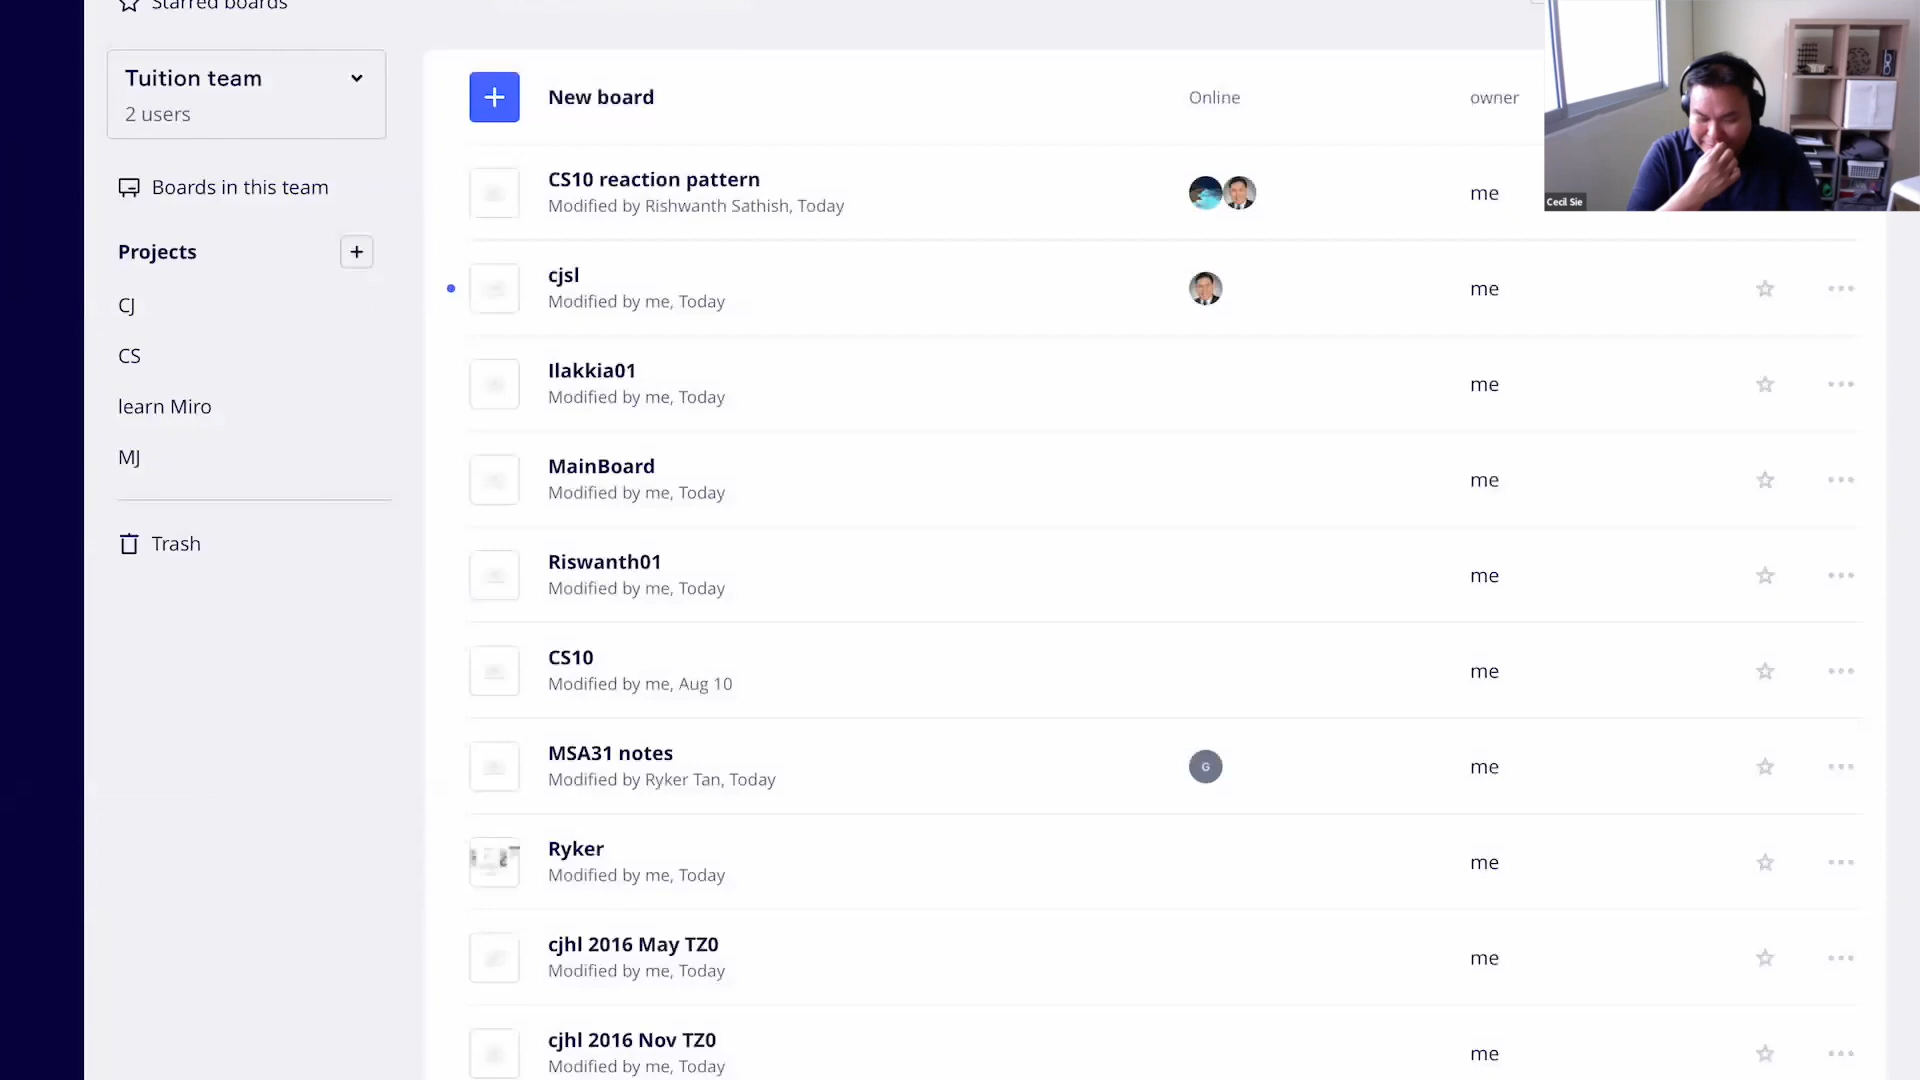 Starred boards
Tuition team
2 users
Boards in this team
Projects
CJ
CS
learn Miro
MJ
Trash
New board
Online
owner
CS10 reaction pattern
Modified by Rishwanth Sathish, Today
me
cjsl
Modified by me, Today
me
Ilakkia01
Modified by me, Today
me
MainBoard
Modified by me, Today
me
Riswanth01
Modified by me, Today
me
CS10
Modified by me, Aug 10
me
MSA31 notes
Modified by Ryker Tan, Today
G
me
Ryker
Modified by me, Today
me
cjhl 2016 May TZ0
Modified by me, Today
me
cjhl 2016 Nov TZ0
Modified by me, Today
me
Cecil Sie